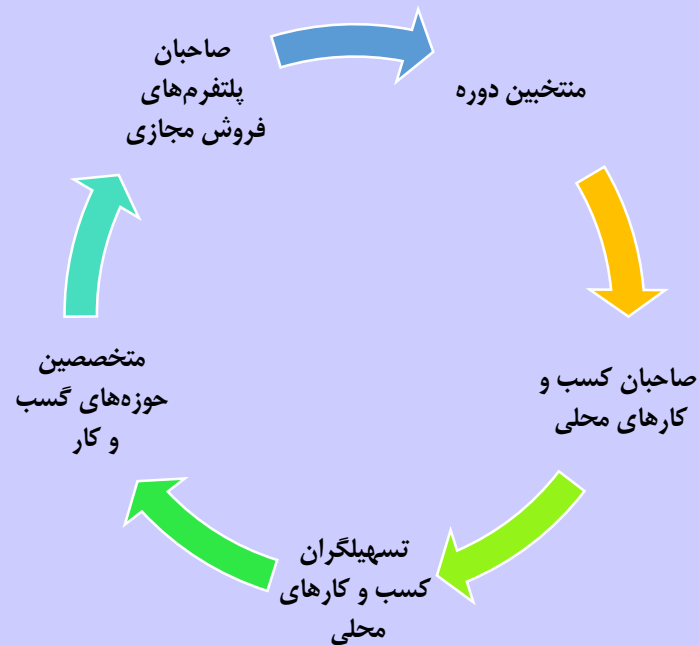 منتخبین دوره
صاحبان کسب و
کارهای محلی
تسهیلگران
کسب و کارهای
محلی
متخصصین
حوزه‌های گسب
و کار
صاحبان
پلتفرم‌های
فروش مجازی